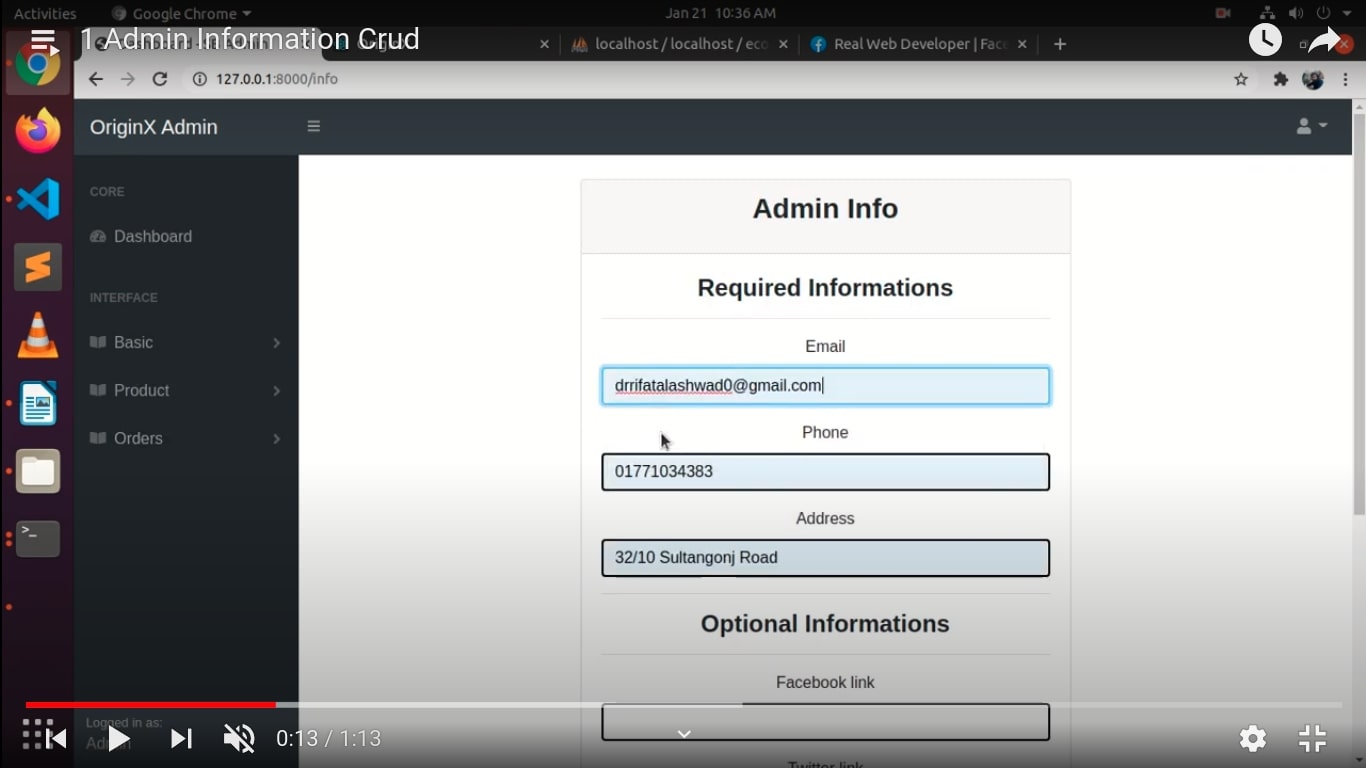 Activities
Google Chrome
Jan 21 10:36 AM
1 Admin Information Crud
localhost / localhost / eco
Real Web Developer | Face
127.0.0.1:8000/info
OriginX Admin
CORE
Dashboard
INTERFACE
Basic
Product
Orders
Admin Info
Required Informations
Email
drrifatalashwad0@gmail.com
Phone
01771034383
Address
32/10 Sultangonj Road
Optional Informations
Facebook link
Twitter link
Logged in as:
Admin
0:13 / 1:13